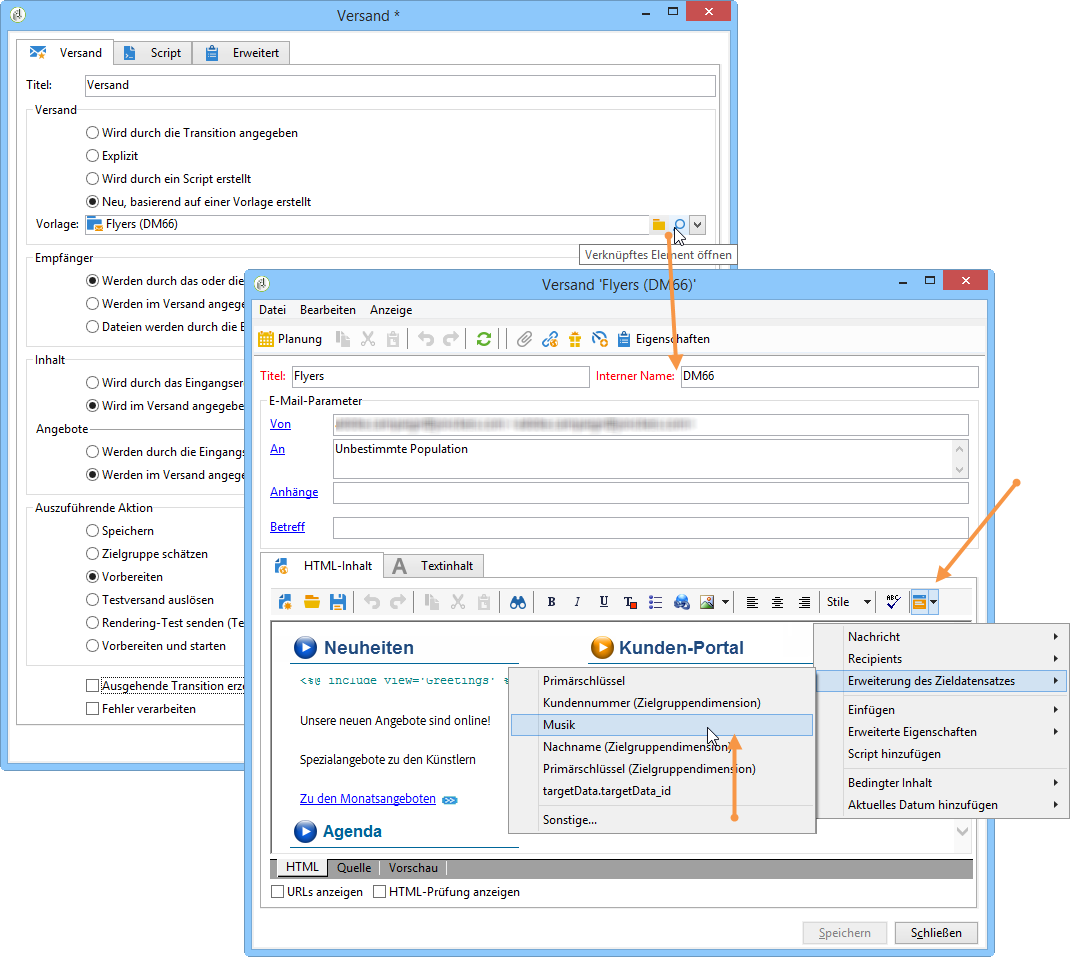 Versand *
Versand
Script
Erweitert
Titel:
Versand
Versand
Wird durch die Transition angegeben
Explizit
Wird durch ein Script erstellt
Neu, basierend auf einer Vorlage erstellt
Vorlage:
Flyers (DM66)
Verknüpftes Element öffnen
Empfänger
Werden durch das oder die
Werden im Versand angege
Dateien werden durch die E
Inhalt
Wird durch das Eingangser
Wird im Versand angegebe
Angebote
Werden durch die Eingangs
Werden im Versand angege
Auszuführende Aktion
Speichern
Zielgruppe schätzen
Vorbereiten
Testversand auslösen
Rendering-Test senden (Te
Vorbereiten und starten
Ausgehende Transition erze
Fehler verarbeiten
Versand 'Flyers (DM66)'
Datei
Bearbeiten
Anzeige
Planung
Eigenschaften
Titel:
Flyers
Interner Name:
DM66
E-Mail-Parameter
Von
An
Unbestimmte Population
Anhänge
Betreff
HTML-Inhalt
Textinhalt
B
I
U
Stile
ABC
Neuheiten
Kunden-Portal
<%@ include view='Greetings' %
Unsere neuen Angebote sind online!
Spezialangebote zu den Künstlern
Zu den Monatsangeboten
Agenda
Nachricht
Recipients
Erweiterung des Zieldatensatzes
Einfügen
Erweiterte Eigenschaften
Script hinzufügen
Bedingter Inhalt
Aktuelles Datum hinzufügen
Primärschlüssel
Kundennummer (Zielgruppendimension)
Musik
Nachname (Zielgruppendimension)
Primärschlüssel (Zielgruppendimension)
targetData.targetData_id
Sonstige...
HTML
Quelle
Vorschau
URLs anzeigen
HTML-Prüfung anzeigen
Speichern
Schließen